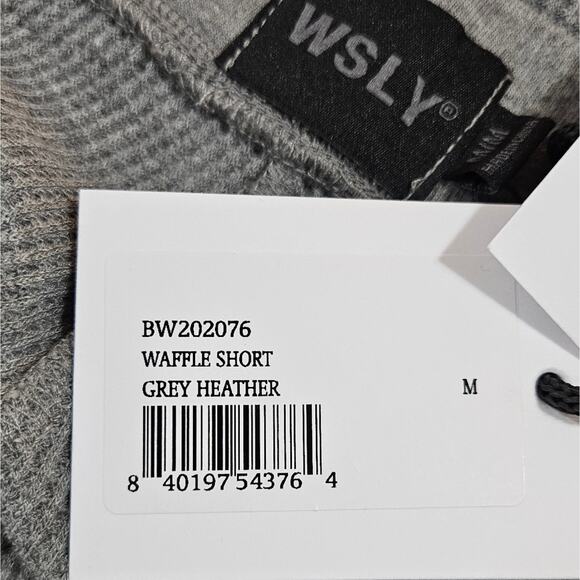 WSLY®
BW202076
WAFFLE SHORT
GREY HEATHER M
8 40197 54376 4